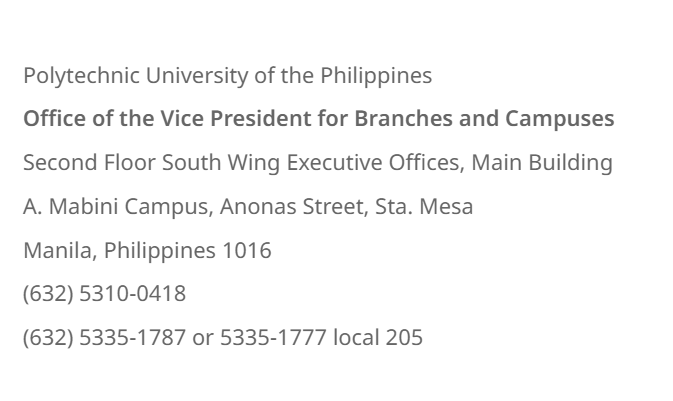 Polytechnic University of the Philippines
Office of the Vice President for Branches and Campuses
Second Floor South Wing Executive Offices, Main Building
A. Mabini Campus, Anonas Street, Sta. Mesa
Manila, Philippines 1016
(632) 5310-0418
(632) 5335-1787 or 5335-1777 local 205